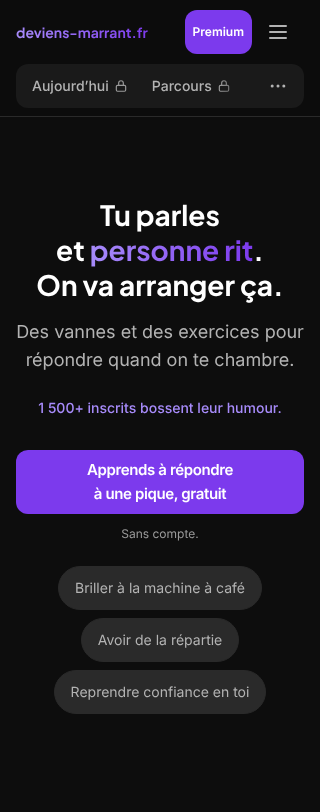 deviens-marrant.fr
Premium
Aujourd’hui
Parcours
Tu parles
et personne rit.
On va arranger ça.
Des vannes et des exercices pour
répondre quand on te chambre.
1 500+ inscrits bossent leur humour.
Apprends à répondre
à une pique, gratuit
Sans compte.
Briller à la machine à café
Avoir de la répartie
Reprendre confiance en toi